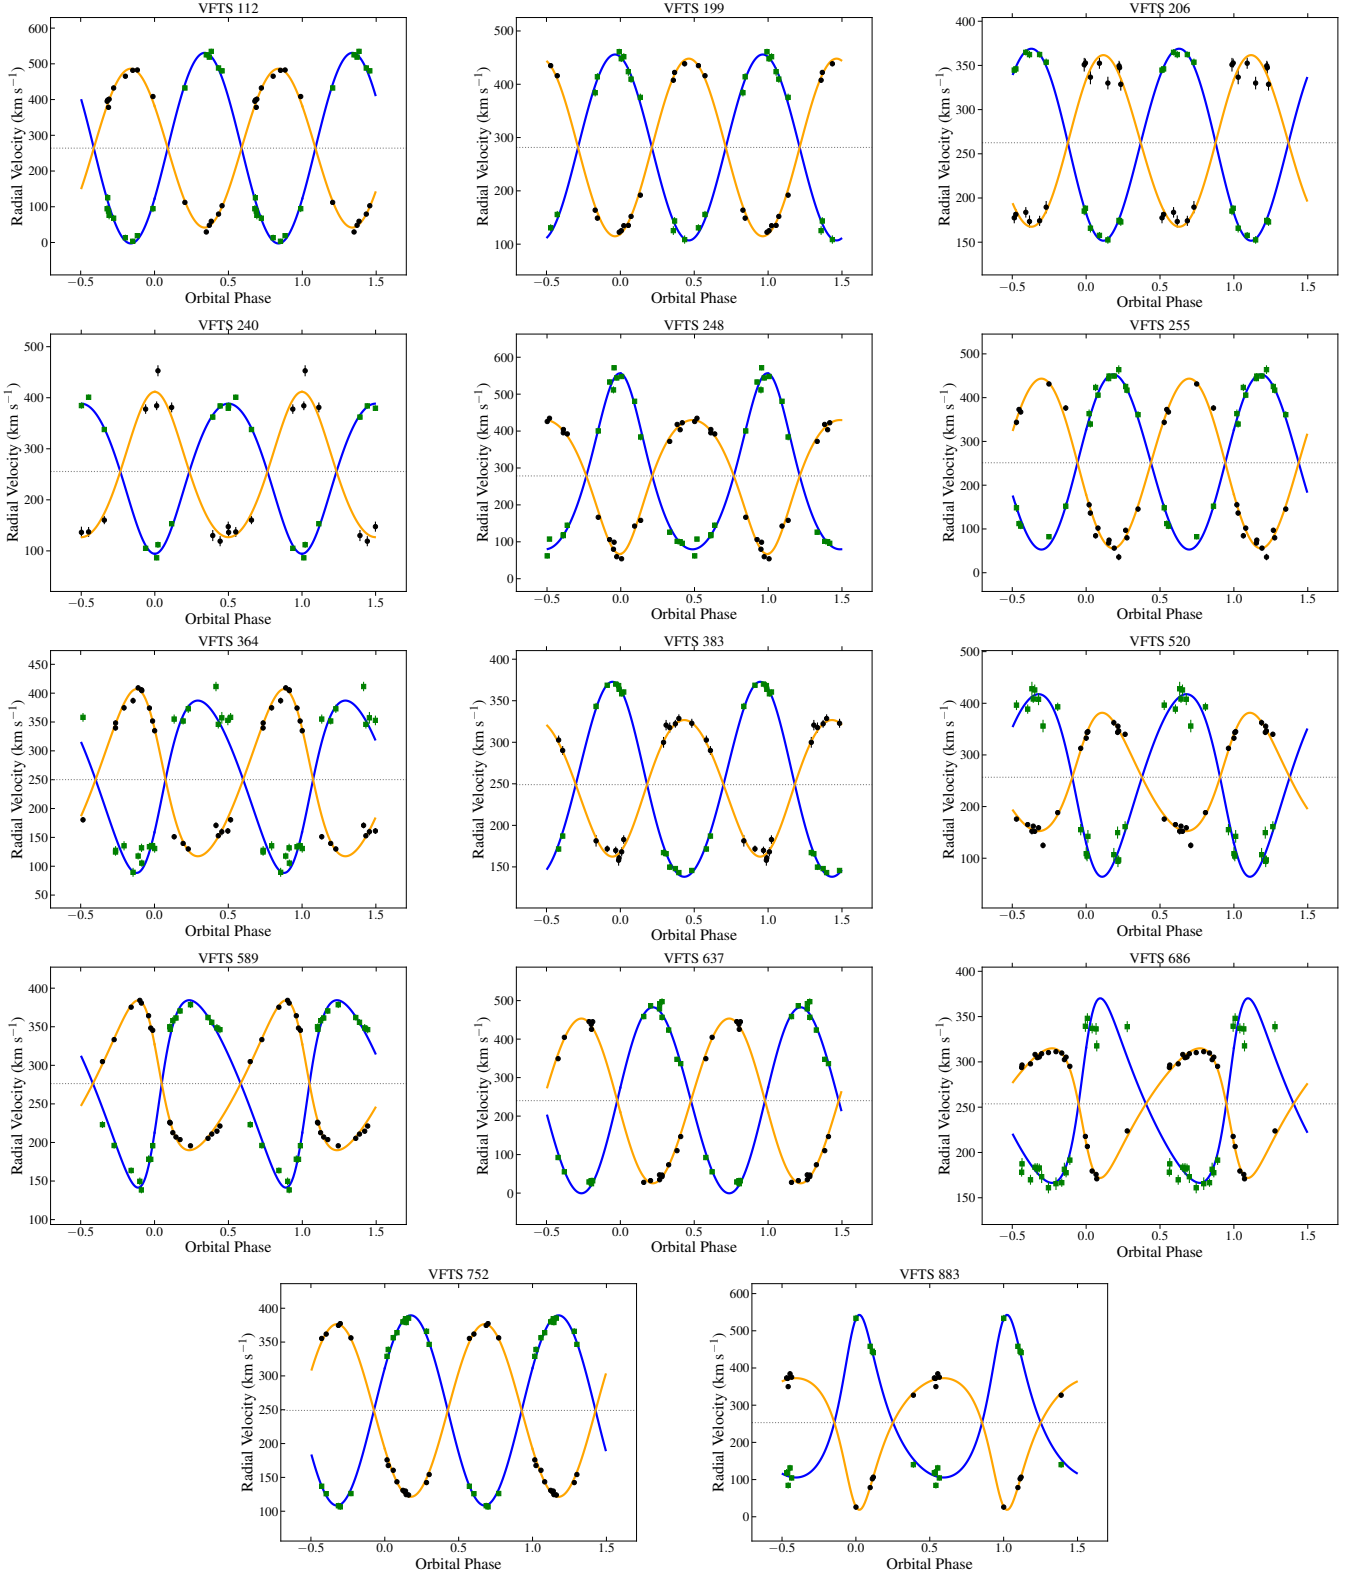 VFTS 112
VFTS 199
VFTS 206
600
500
400
300
200
100
0
Radial Velocity (km s⁻¹)
−0.5 0.0 0.5 1.0 1.5
Orbital Phase
500
400
300
200
100
Radial Velocity (km s⁻¹)
−0.5 0.0 0.5 1.0 1.5
Orbital Phase
400
350
300
250
200
150
Radial Velocity (km s⁻¹)
−0.5 0.0 0.5 1.0 1.5
Orbital Phase
VFTS 240
VFTS 248
VFTS 255
500
400
300
200
100
Radial Velocity (km s⁻¹)
−0.5 0.0 0.5 1.0 1.5
Orbital Phase
600
500
400
300
200
100
0
Radial Velocity (km s⁻¹)
−0.5 0.0 0.5 1.0 1.5
Orbital Phase
500
400
300
200
100
0
Radial Velocity (km s⁻¹)
−0.5 0.0 0.5 1.0 1.5
Orbital Phase
VFTS 364
VFTS 383
VFTS 520
450
400
350
300
250
200
150
100
50
Radial Velocity (km s⁻¹)
−0.5 0.0 0.5 1.0 1.5
Orbital Phase
400
350
300
250
200
150
Radial Velocity (km s⁻¹)
−0.5 0.0 0.5 1.0 1.5
Orbital Phase
500
400
300
200
100
Radial Velocity (km s⁻¹)
−0.5 0.0 0.5 1.0 1.5
Orbital Phase
VFTS 589
VFTS 637
VFTS 686
400
350
300
250
200
150
100
Radial Velocity (km s⁻¹)
−0.5 0.0 0.5 1.0 1.5
Orbital Phase
500
400
300
200
100
0
Radial Velocity (km s⁻¹)
−0.5 0.0 0.5 1.0 1.5
Orbital Phase
400
350
300
250
200
150
Radial Velocity (km s⁻¹)
−0.5 0.0 0.5 1.0 1.5
Orbital Phase
VFTS 752
VFTS 883
400
350
300
250
200
150
100
Radial Velocity (km s⁻¹)
−0.5 0.0 0.5 1.0 1.5
Orbital Phase
600
500
400
300
200
100
0
Radial Velocity (km s⁻¹)
−0.5 0.0 0.5 1.0 1.5
Orbital Phase